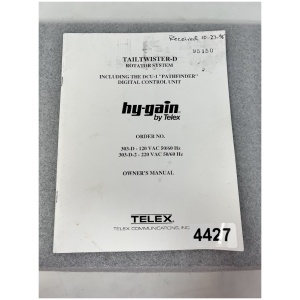 Received 10-23-98
95350
TAILTWISTER-D
ROTATOR SYSTEM
INCLUDING THE DCU-1 "PATHFINDER"
DIGITAL CONTROL UNIT
hy-gain®
by Telex
ORDER NO.
303-D - 120 VAC 50/60 Hz
303-D-2 - 220 VAC 50/60 Hz
OWNER'S MANUAL
TELEX®
TELEX COMMUNICATIONS, INC.
4427